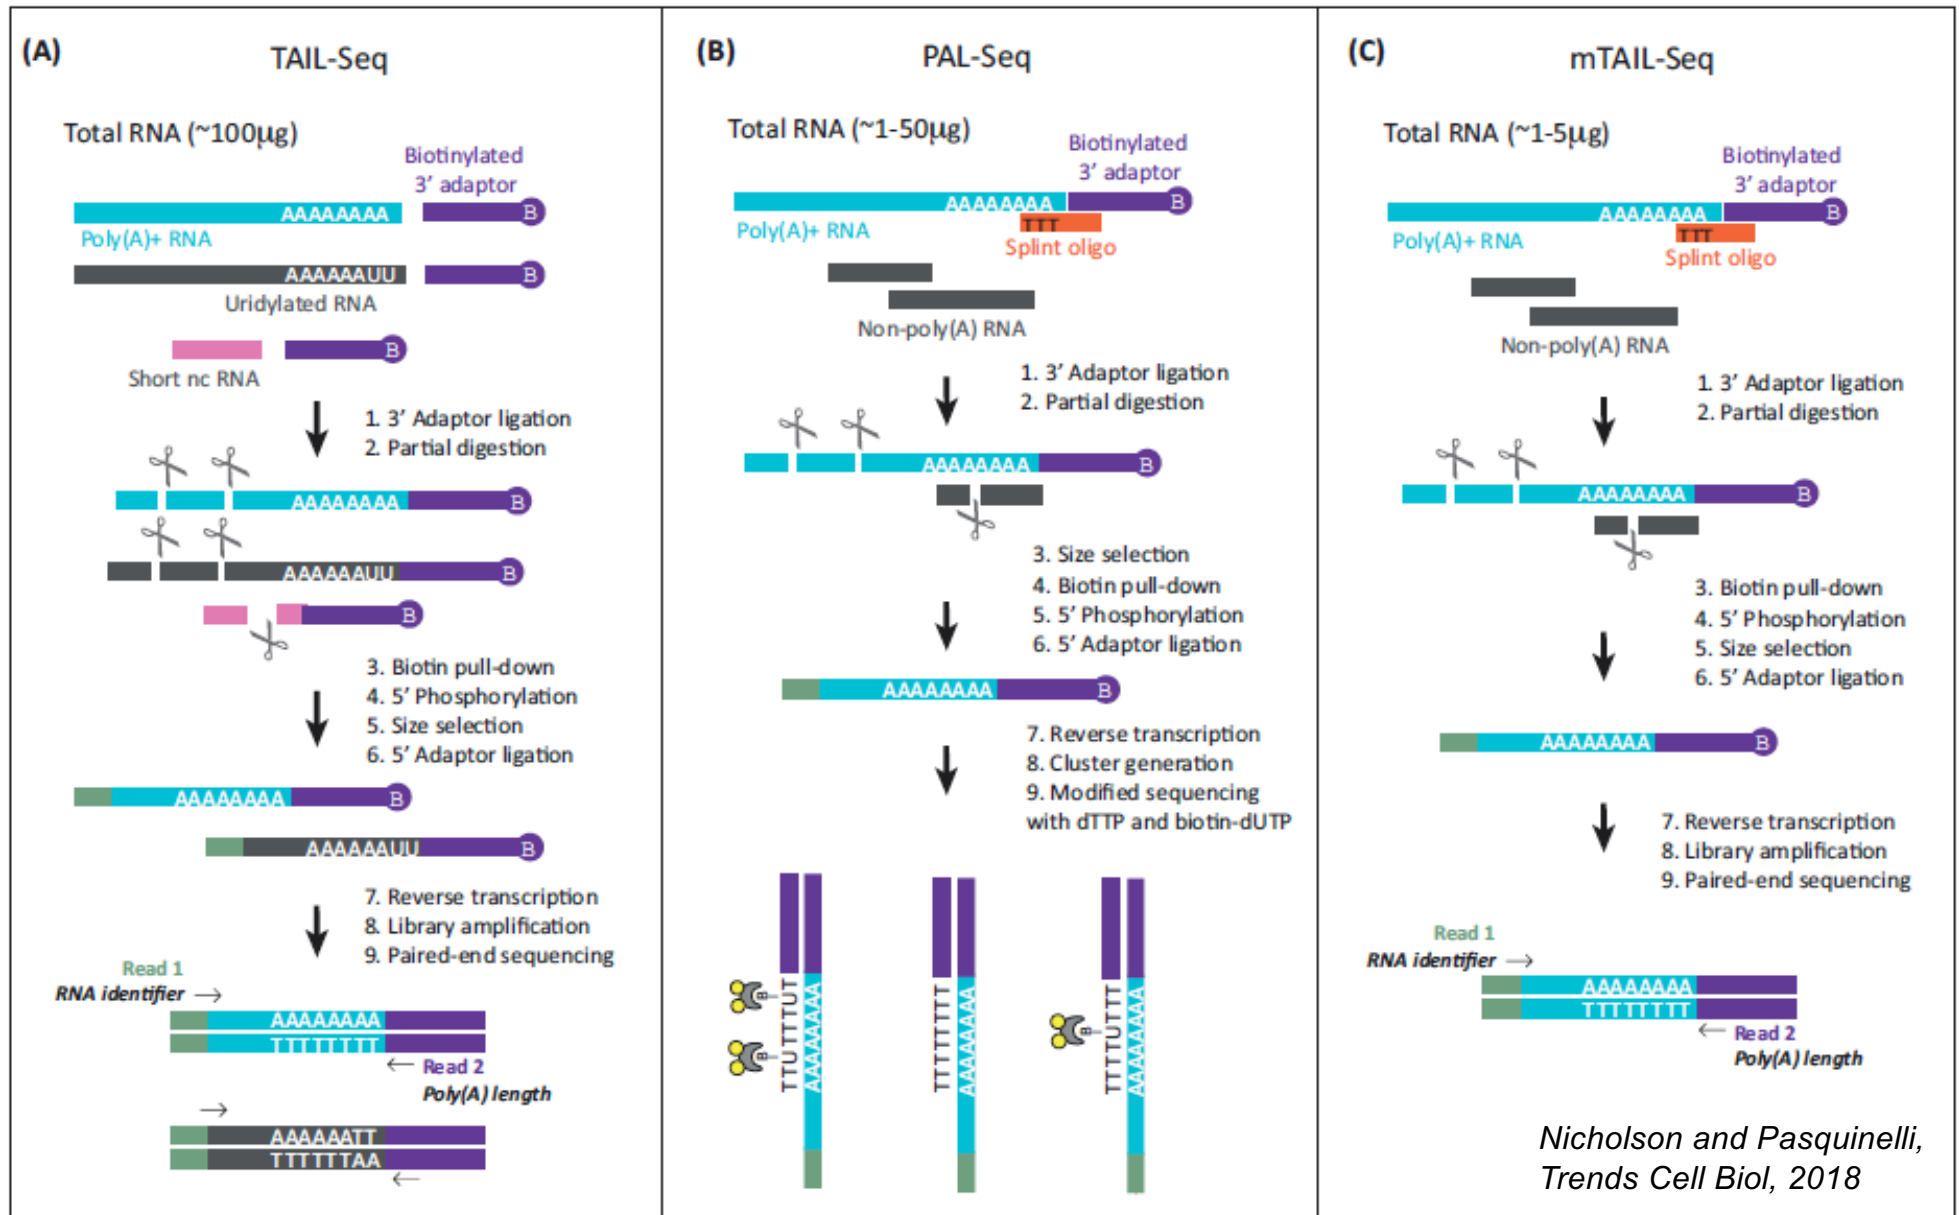 (A)
TAIL-Seq
Total RNA (~100μg)
Biotinylated
3' adaptor
AAAAAAAA
B
Poly(A)+ RNA
AAAAAAUU
B
Uridylated RNA
B
Short nc RNA
1. 3' Adaptor ligation
2. Partial digestion
AAAAAAAA
B
AAAAAAUU
B
B
3. Biotin pull-down
4. 5' Phosphorylation
5. Size selection
6. 5' Adaptor ligation
AAAAAAAA
B
AAAAAAUU
B
7. Reverse transcription
8. Library amplification
9. Paired-end sequencing
Read 1
RNA identifier →
AAAAAAAA
TTTTTTTT
← Read 2
Poly(A) length
→
AAAAAATT
TTTTTTAA
←
(B)
PAL-Seq
Total RNA (~1-50μg)
Biotinylated
3' adaptor
AAAAAAAA
B
TTT
Poly(A)+ RNA
Splint oligo
Non-poly(A) RNA
1. 3' Adaptor ligation
2. Partial digestion
AAAAAAAA
B
3. Size selection
4. Biotin pull-down
5. 5' Phosphorylation
6. 5' Adaptor ligation
AAAAAAAA
B
7. Reverse transcription
8. Cluster generation
9. Modified sequencing
with dTTP and biotin-dUTP
B
B
TTUTTTUT
AAAAAAAA
TTTTTTTT
AAAAAAAA
B
TTTTUTTT
AAAAAAAA
(C)
mTAIL-Seq
Total RNA (~1-5μg)
Biotinylated
3' adaptor
AAAAAAAA
B
TTT
Poly(A)+ RNA
Splint oligo
Non-poly(A) RNA
1. 3' Adaptor ligation
2. Partial digestion
AAAAAAAA
B
3. Biotin pull-down
4. 5' Phosphorylation
5. Size selection
6. 5' Adaptor ligation
AAAAAAAA
B
7. Reverse transcription
8. Library amplification
9. Paired-end sequencing
Read 1
RNA identifier →
AAAAAAAA
TTTTTTTT
← Read 2
Poly(A) length
Nicholson and Pasquinelli,
Trends Cell Biol, 2018